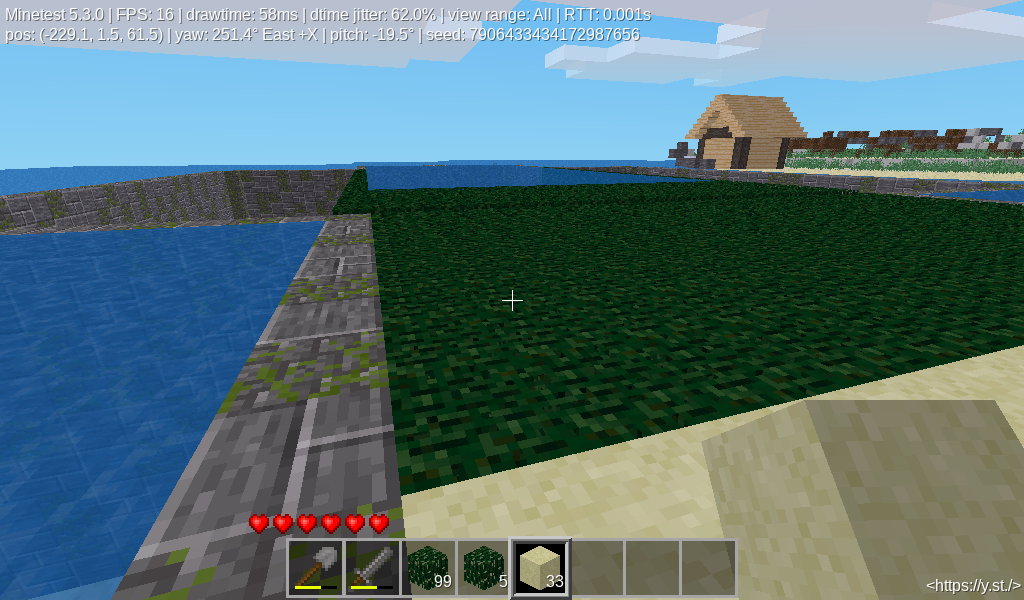 Minetest 5.3.0 | FPS: 16 | drawtime: 58ms | dtime jitter: 62.0% | view range: All | RTT: 0.001s
pos: (-229.1, 1.5, 61.5) | yaw: 251.4° East +X | pitch: -19.5° | seed: 7906433434172987656
99 5 33
<https://y.st./>